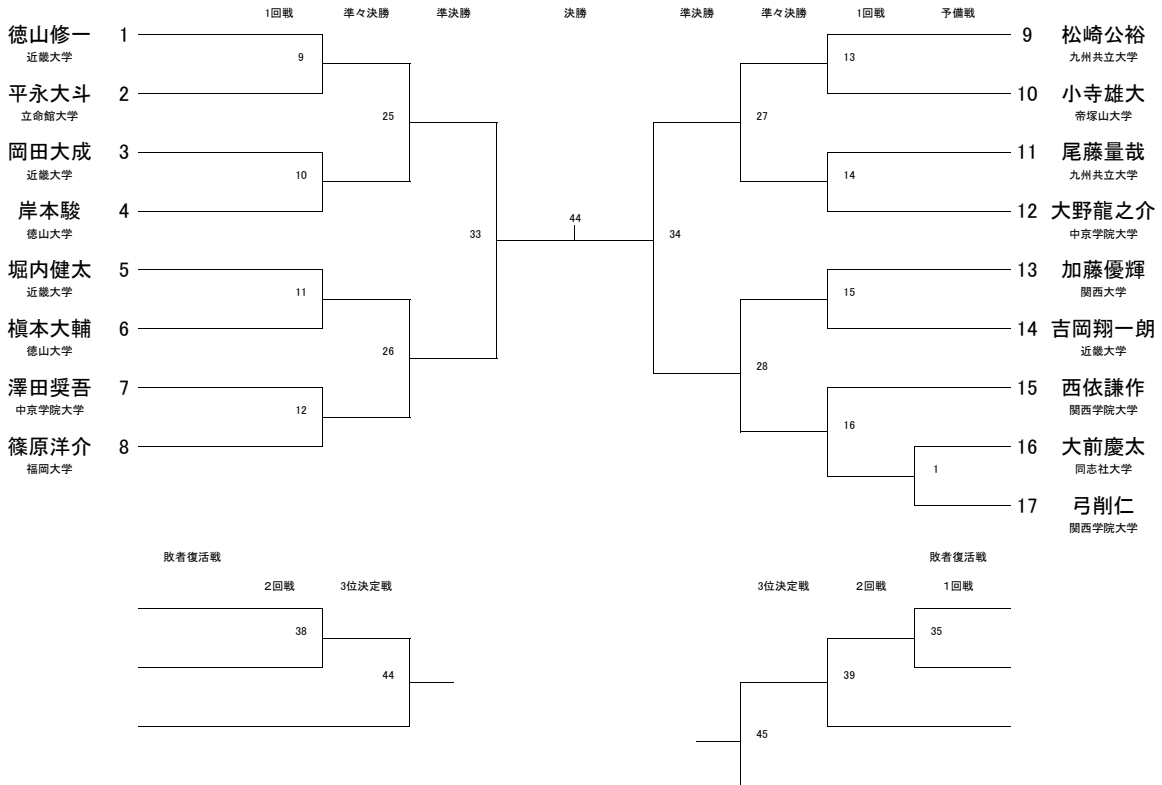 1回戦 準々決勝 準決勝 決勝 準決勝 準々決勝 1回戦 予備戦
徳山修一 1
近畿大学
9
平永大斗 2
立命館大学
25
岡田大成 3
近畿大学
10
岸本駿 4
徳山大学
33
堀内健太 5
近畿大学
11
槇本大輔 6
徳山大学
26
澤田奨吾 7
中京学院大学
12
篠原洋介 8
福岡大学
44
9 松崎公裕
九州共立大学
13
10 小寺雄大
帝塚山大学
27
11 尾藤量哉
九州共立大学
14
12 大野龍之介
中京学院大学
34
13 加藤優輝
関西大学
15
14 吉岡翔一朗
近畿大学
28
15 西依謙作
関西学院大学
16
16 大前慶太
同志社大学
1
17 弓削仁
関西学院大学
敗者復活戦
2回戦 3位決定戦
38
44
敗者復活戦
3位決定戦 2回戦 1回戦
35
39
45